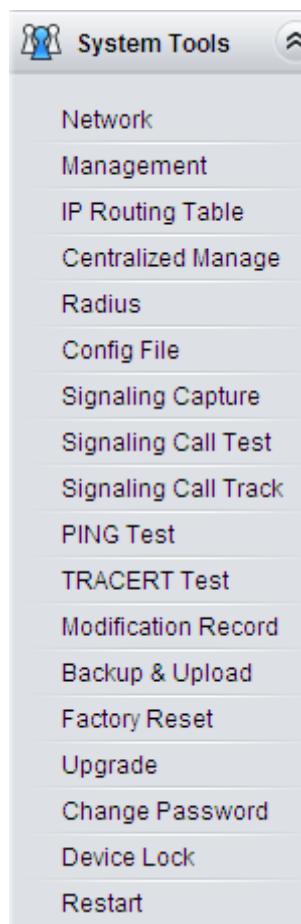 System Tools
Network
Management
IP Routing Table
Centralized Manage
Radius
Config File
Signaling Capture
Signaling Call Test
Signaling Call Track
PING Test
TRACERT Test
Modification Record
Backup & Upload
Factory Reset
Upgrade
Change Password
Device Lock
Restart